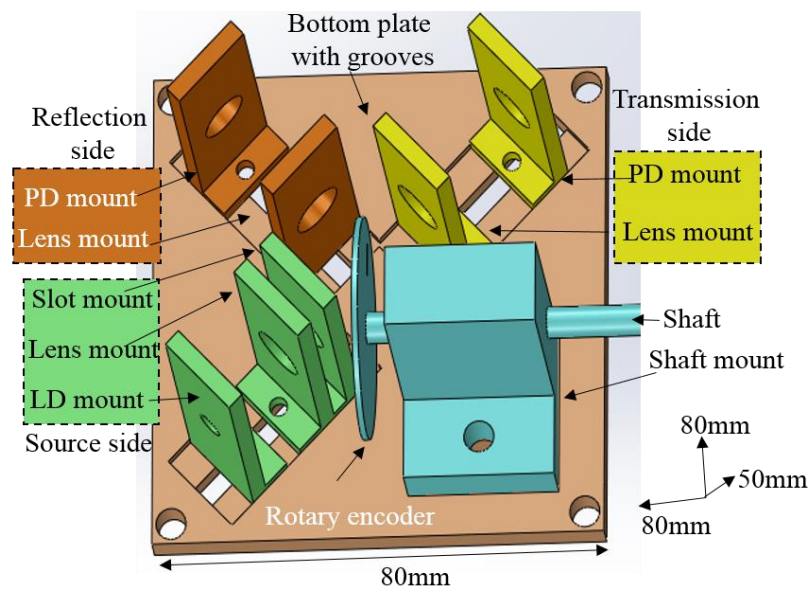 Bottom plate
with grooves
Reflection
side
Transmission
side
PD mount
Lens mount
PD mount
Lens mount
Slot mount
Lens mount
LD mount
Source side
Shaft
Shaft mount
Rotary encoder
80mm
50mm
80mm
80mm